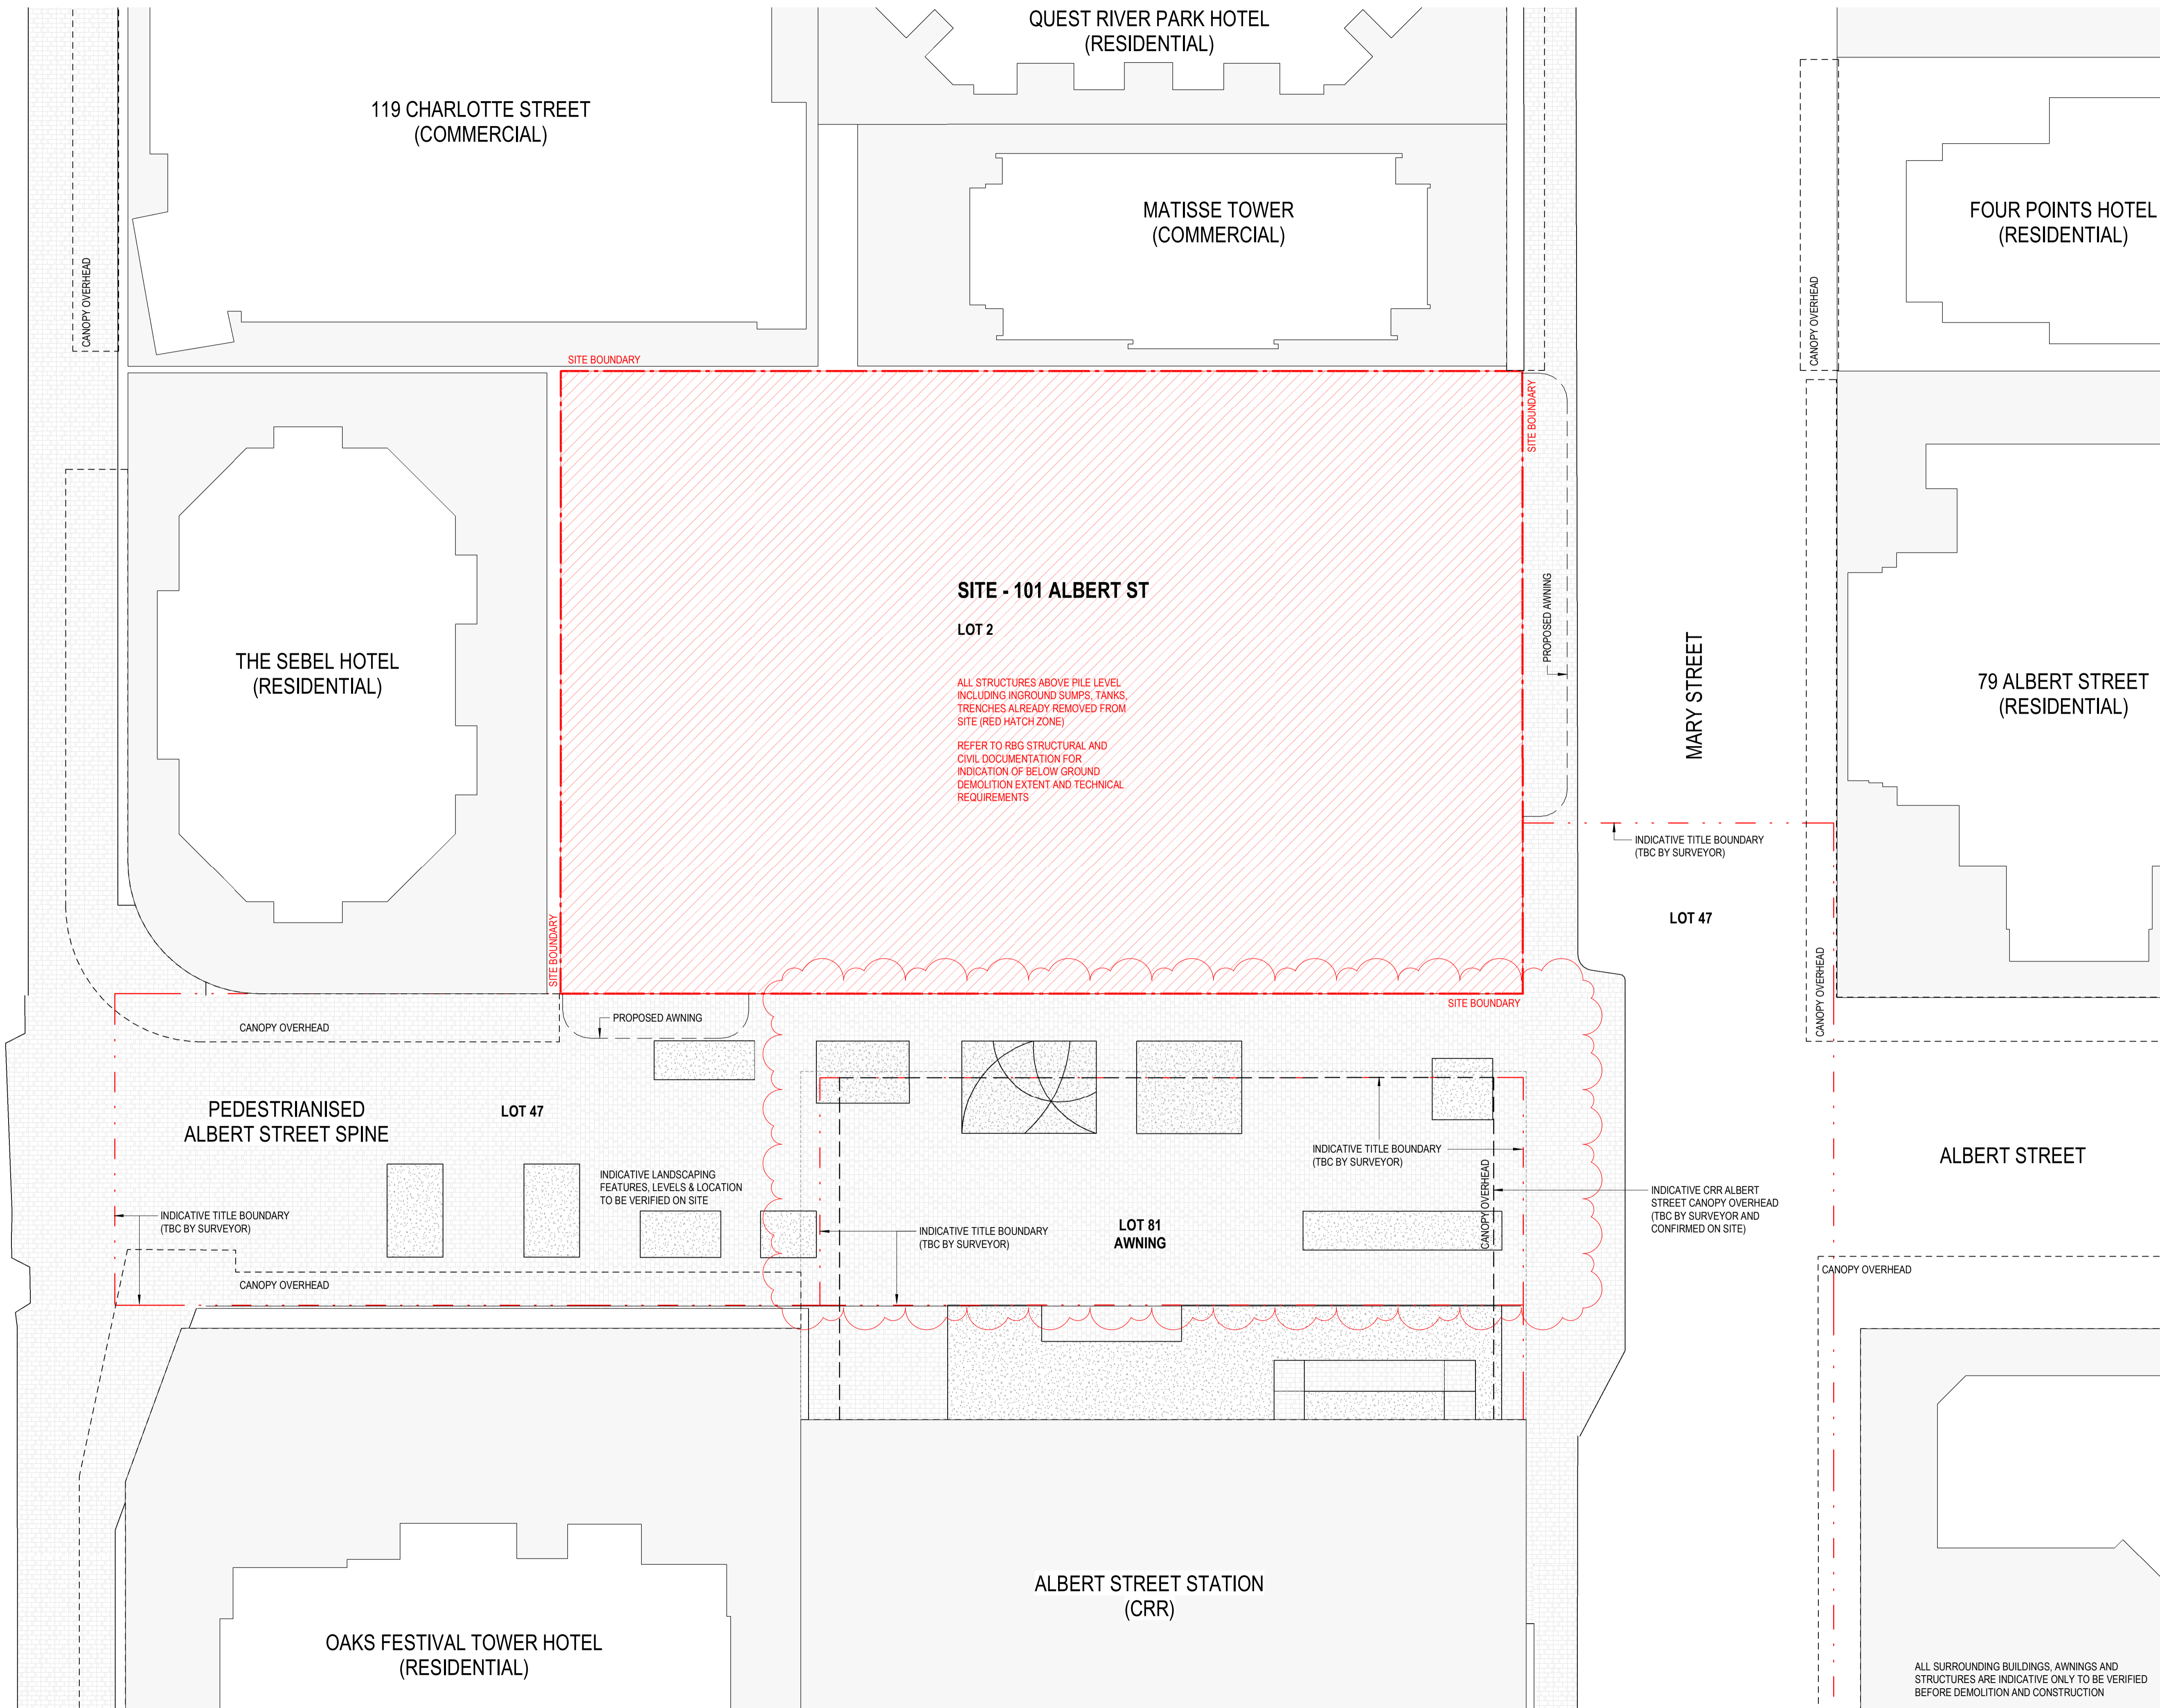 QUEST RIVER PARK HOTEL
(RESIDENTIAL)
119 CHARLOTTE STREET
(COMMERCIAL)
MATISSE TOWER
(COMMERCIAL)
FOUR POINTS HOTEL
(RESIDENTIAL)
CANOPY OVERHEAD
CANOPY OVERHEAD
SITE BOUNDARY
SITE BOUNDARY
SITE - 101 ALBERT ST
LOT 2
ALL STRUCTURES ABOVE PILE LEVEL
INCLUDING INGROUND SUMPS, TANKS,
TRENCHES ALREADY REMOVED FROM
SITE (RED HATCH ZONE)
REFER TO RBG STRUCTURAL AND
CIVIL DOCUMENTATION FOR
INDICATION OF BELOW GROUND
DEMOLITION EXTENT AND TECHNICAL
REQUIREMENTS
THE SEBEL HOTEL
(RESIDENTIAL)
PROPOSED AWNING
MARY STREET
79 ALBERT STREET
(RESIDENTIAL)
INDICATIVE TITLE BOUNDARY
(TBC BY SURVEYOR)
LOT 47
SITE BOUNDARY
SITE BOUNDARY
CANOPY OVERHEAD
CANOPY OVERHEAD
PROPOSED AWNING
PEDESTRIANISED
ALBERT STREET SPINE
LOT 47
INDICATIVE LANDSCAPING
FEATURES, LEVELS & LOCATION
TO BE VERIFIED ON SITE
INDICATIVE TITLE BOUNDARY
(TBC BY SURVEYOR)
INDICATIVE TITLE BOUNDARY
(TBC BY SURVEYOR)
INDICATIVE TITLE BOUNDARY
(TBC BY SURVEYOR)
LOT 81
AWNING
CANOPY OVERHEAD
INDICATIVE CRR ALBERT
STREET CANOPY OVERHEAD
(TBC BY SURVEYOR AND
CONFIRMED ON SITE)
ALBERT STREET
CANOPY OVERHEAD
CANOPY OVERHEAD
ALBERT STREET STATION
(CRR)
OAKS FESTIVAL TOWER HOTEL
(RESIDENTIAL)
ALL SURROUNDING BUILDINGS, AWNINGS AND
STRUCTURES ARE INDICATIVE ONLY TO BE VERIFIED
BEFORE DEMOLITION AND CONSTRUCTION